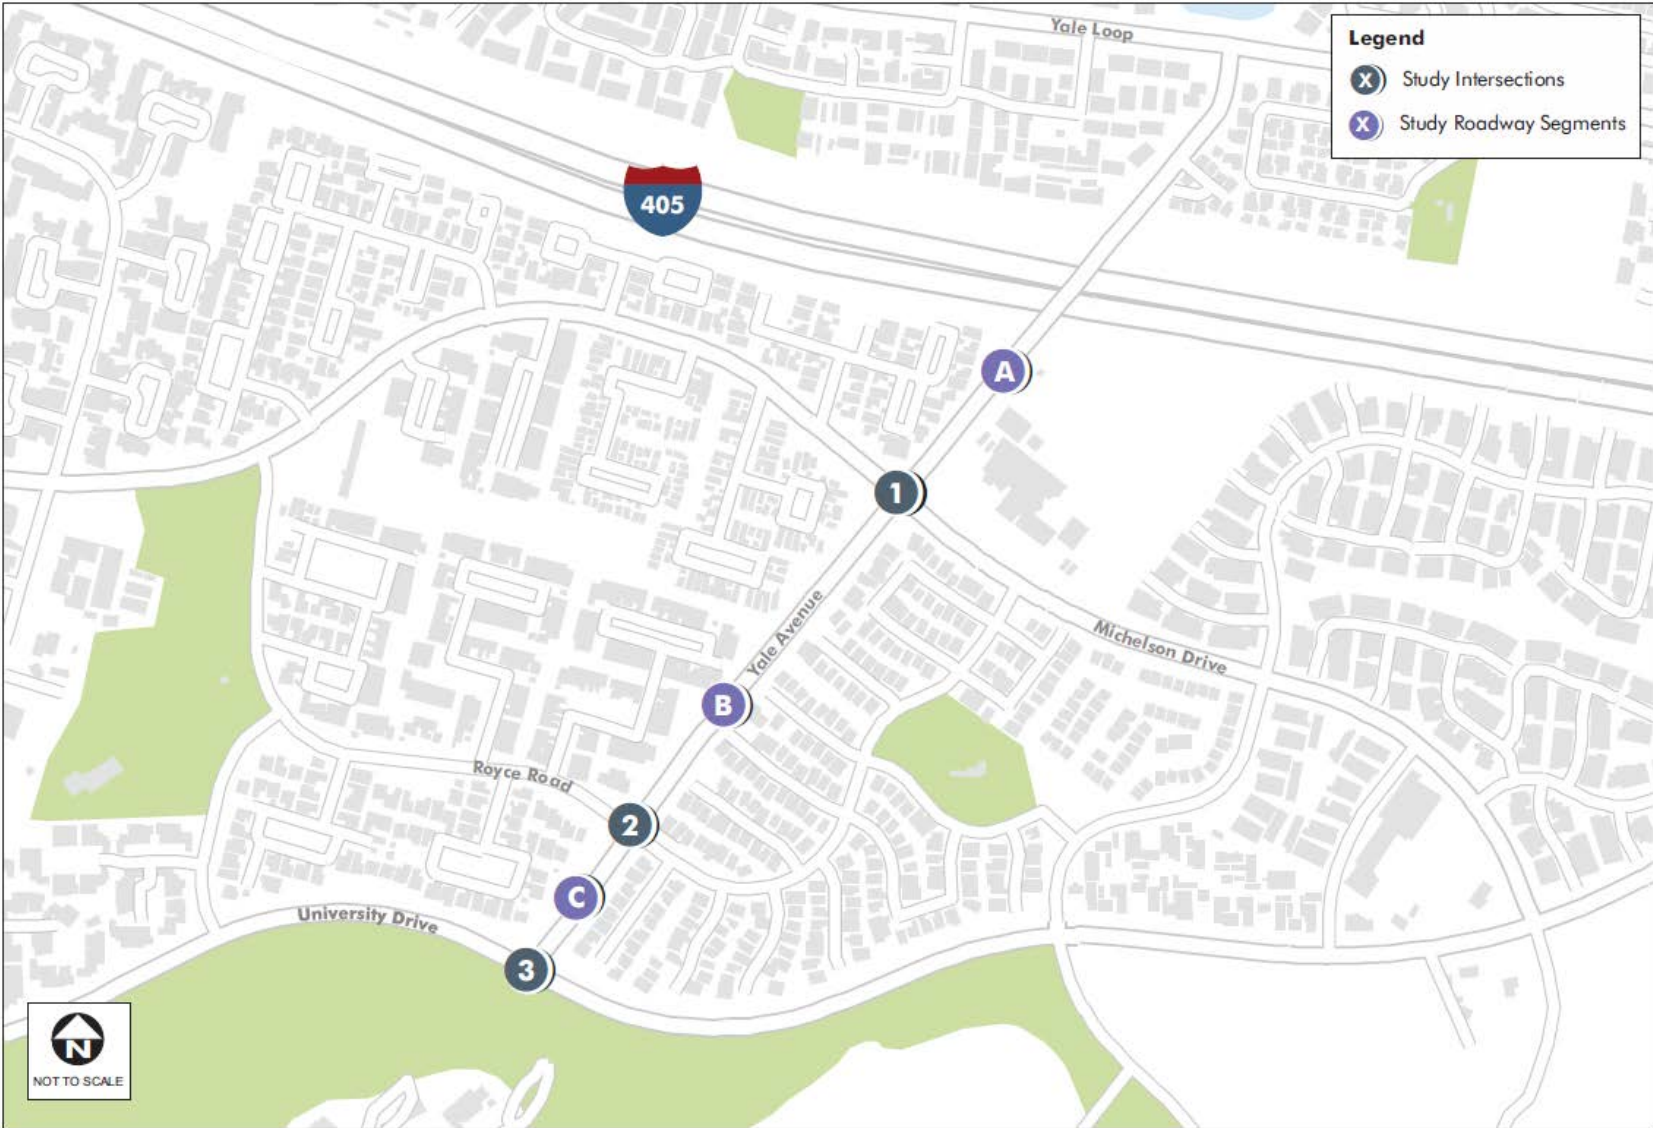 Yale Loop
Legend
X Study Intersections
X Study Roadway Segments
405
A
1
Yale Avenue
Michelson Drive
B
Royce Road
2
C
University Drive
3
N
NOT TO SCALE